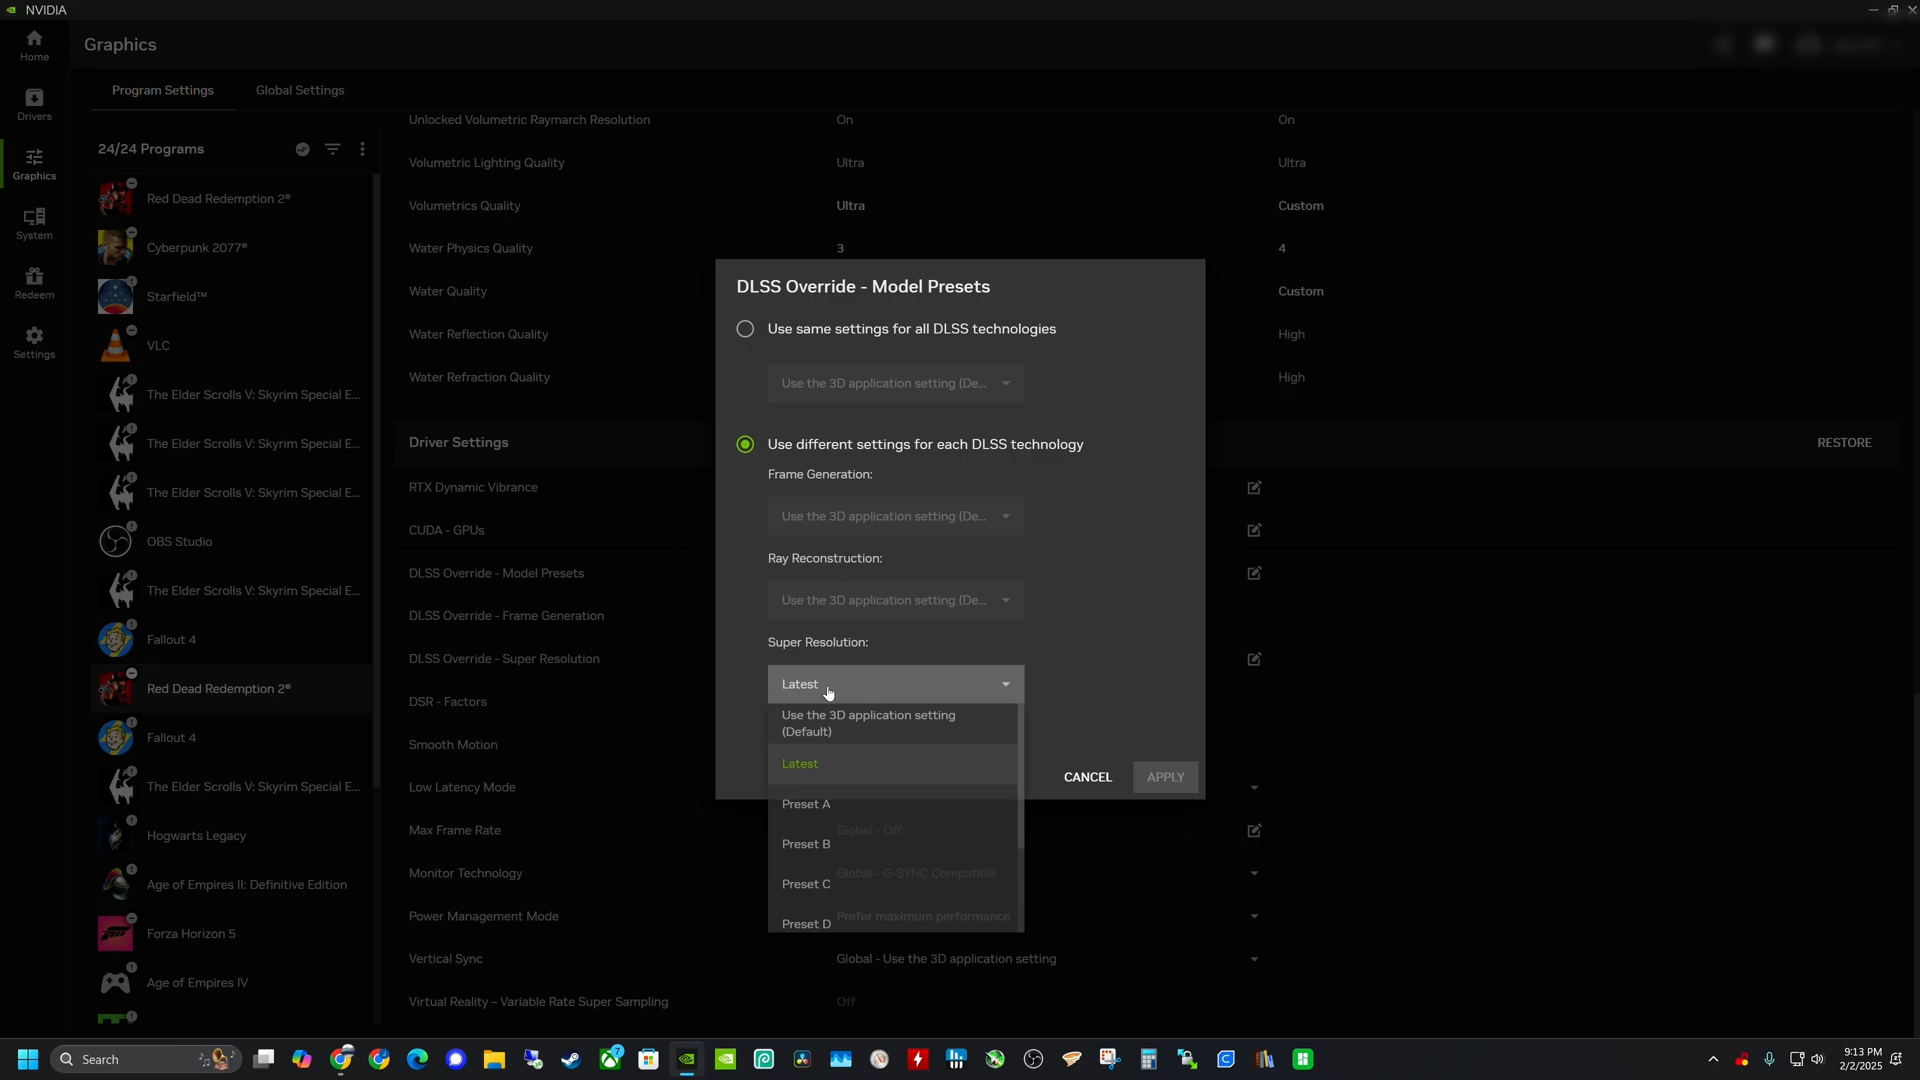 NVIDIA
Home
Graphics
Program Settings
Global Settings
Drivers
Graphics
System
Redeem
Settings
24/24 Programs
Red Dead Redemption 2®
Cyberpunk 2077®
Starfield™
VLC
The Elder Scrolls V: Skyrim Special E...
The Elder Scrolls V: Skyrim Special E...
The Elder Scrolls V: Skyrim Special E...
OBS Studio
The Elder Scrolls V: Skyrim Special E...
Fallout 4
Red Dead Redemption 2®
Fallout 4
The Elder Scrolls V: Skyrim Special E...
Hogwarts Legacy
Age of Empires II: Definitive Edition
Forza Horizon 5
Age of Empires IV
Unlocked Volumetric Raymarch Resolution On On
Volumetric Lighting Quality Ultra Ultra
Volumetrics Quality Ultra Custom
Water Physics Quality 3 4
Water Quality Custom
Water Reflection Quality High
Water Refraction Quality High
Driver Settings RESTORE
RTX Dynamic Vibrance
CUDA - GPUs
DLSS Override - Model Presets
DLSS Override - Frame Generation
DLSS Override - Super Resolution
DSR - Factors
Smooth Motion
Low Latency Mode
Max Frame Rate Global - Off
Monitor Technology Global - G-SYNC Compatible
Power Management Mode Prefer maximum performance
Vertical Sync Global - Use the 3D application setting
Virtual Reality – Variable Rate Super Sampling Off
DLSS Override - Model Presets
Use same settings for all DLSS technologies
Use the 3D application setting (De...
Use different settings for each DLSS technology
Frame Generation:
Use the 3D application setting (De...
Ray Reconstruction:
Use the 3D application setting (De...
Super Resolution:
Latest
Use the 3D application setting
(Default)
Latest
Preset A
Preset B
Preset C
Preset D
CANCEL APPLY
Search
7
9:13 PM
2/2/2025